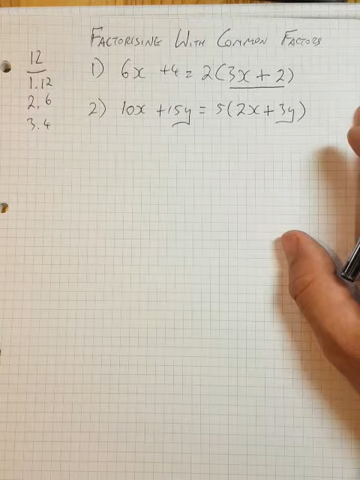 FACTORISING WITH COMMON FACTORS
12
1.12
2,6
3.4
1) 6x +4 = 2(3x + 2)
2) 10x +15y = 5(2x + 3y)